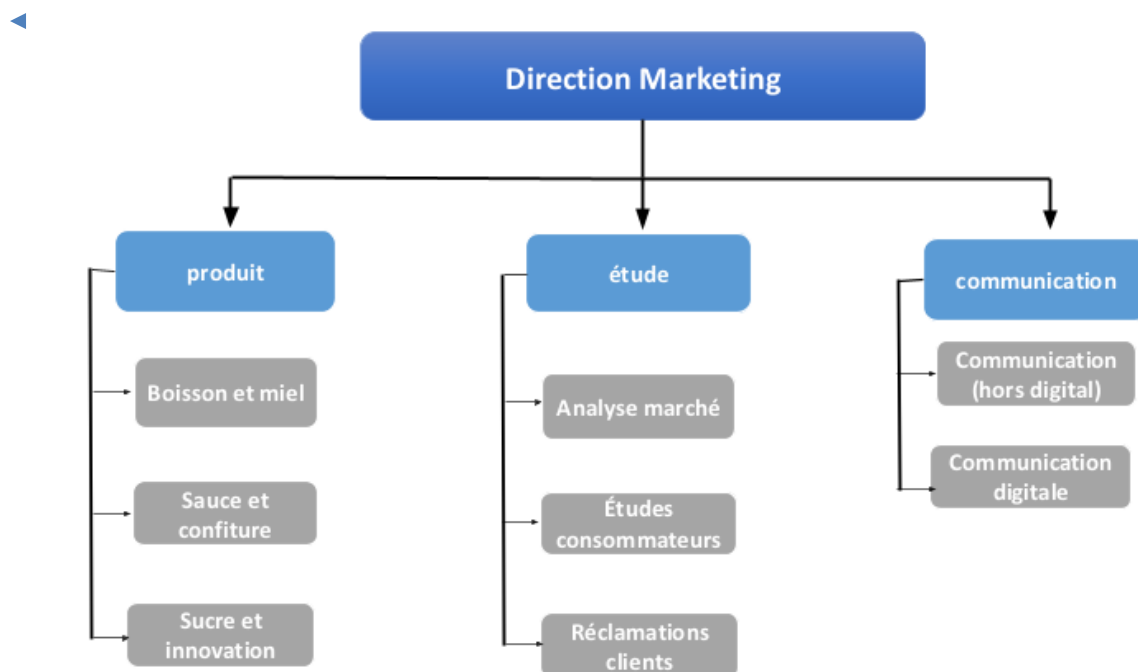 Direction Marketing
produit
étude
communication
Boisson et miel
Sauce et
confiture
Sucre et
innovation
Analyse marché
Études
consommateurs
Réclamations
clients
Communication
(hors digital)
Communication
digitale